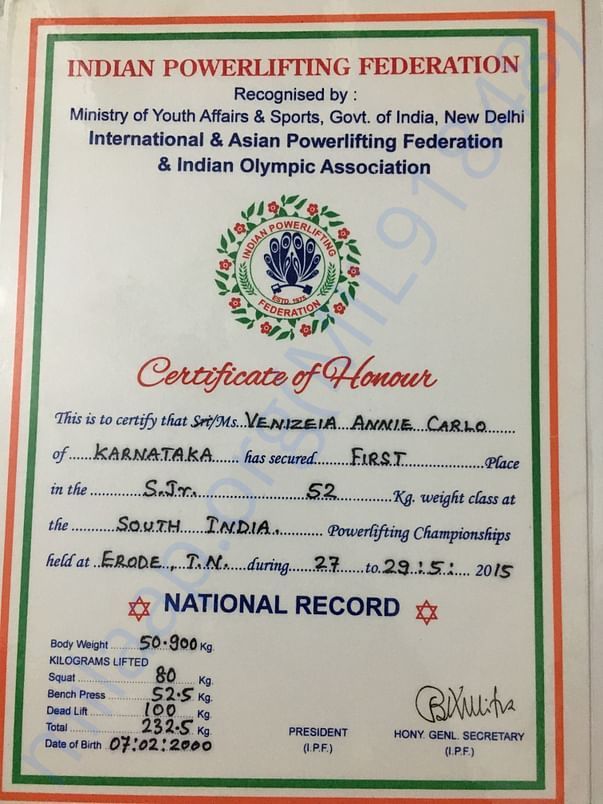 INDIAN POWERLIFTING FEDERATION
Recognised by :
Ministry of Youth Affairs & Sports, Govt. of India, New Delhi
International & Asian Powerlifting Federation
& Indian Olympic Association
INDIAN POWERLIFTING
ESTD. 1975
FEDERATION
Certificate of Honour
This is to certify that Sri/Ms. VENIZEIA ANNIE CARLO
of KARNATAKA has secured FIRST Place
in the S.Jr. 52 Kg. weight class at
the SOUTH INDIA. Powerlifting Championships
held at ERODE, T.N. during 27 to 29:5: 2015
NATIONAL RECORD
Body Weight 50.900 Kg.
KILOGRAMS LIFTED
Squat 80 Kg.
Bench Press 52.5 Kg.
Dead Lift 100 Kg.
Total 232.5 Kg.
Date of Birth 07:02:2000
PRESIDENT
(I.P.F.)
HONY. GENL. SECRETARY
(I.P.F.)
milaap.org(MIL91848)